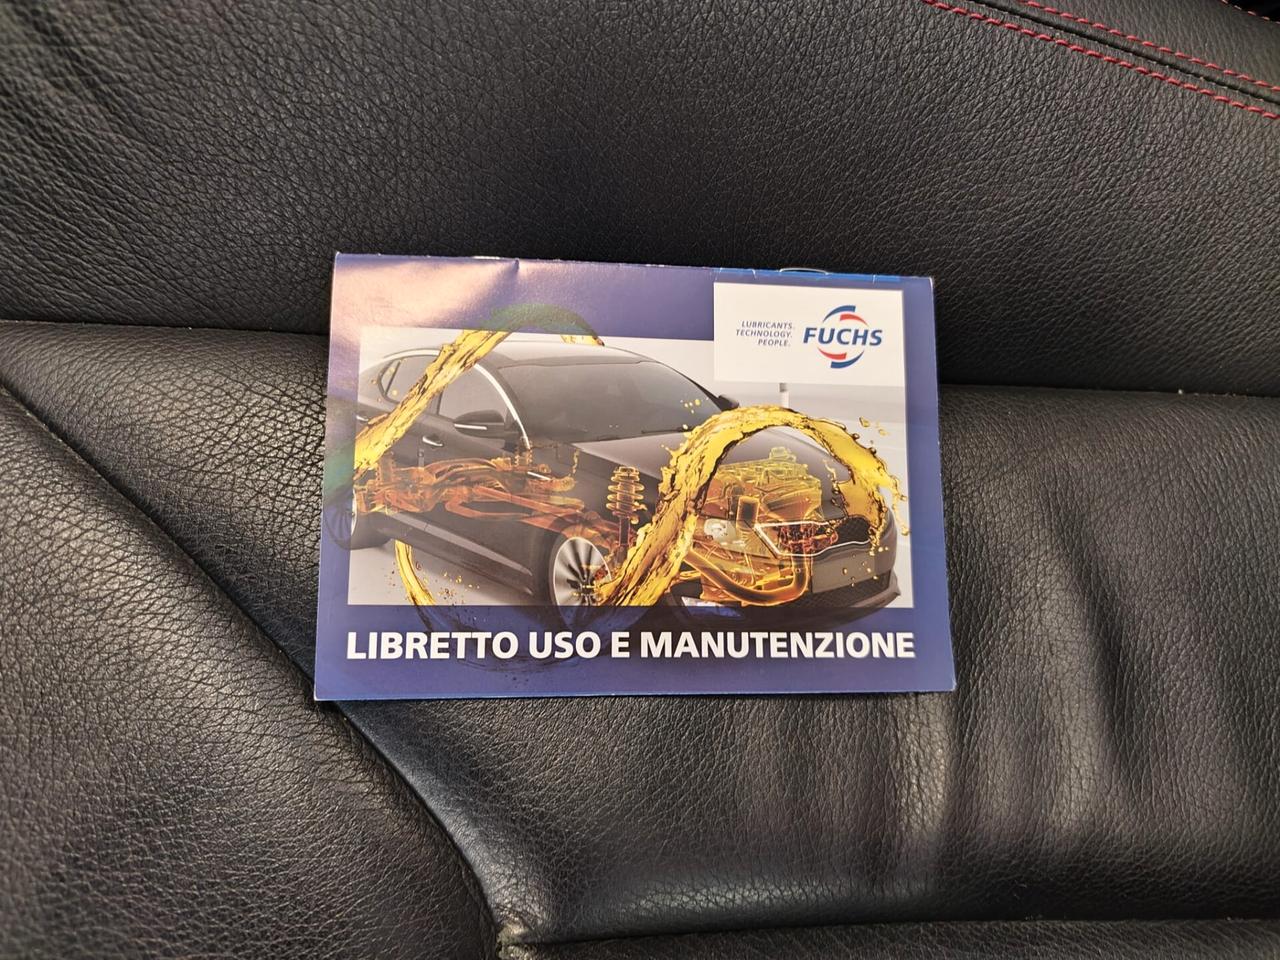 LUBRICANTS.
TECHNOLOGY.
PEOPLE.
FUCHS
LIBRETTO USO E MANUTENZIONE